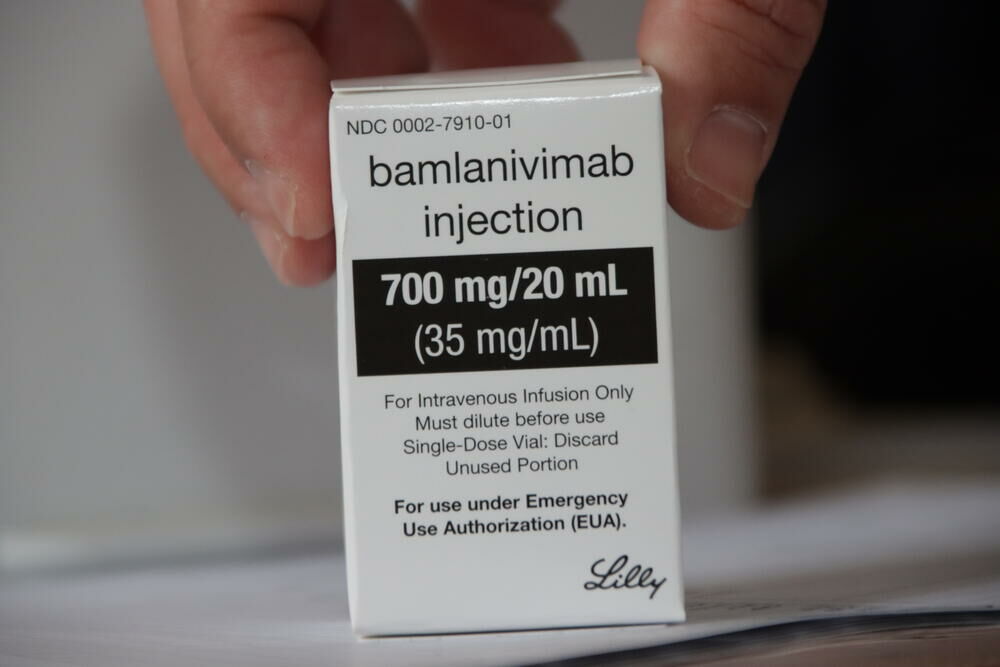 NDC 0002-7910-01
bamlanivimab
injection
700 mg/20 mL
(35 mg/mL)
For Intravenous Infusion Only
Must dilute before use
Single-Dose Vial: Discard
Unused Portion
For use under Emergency
Use Authorization (EUA).
Lilly